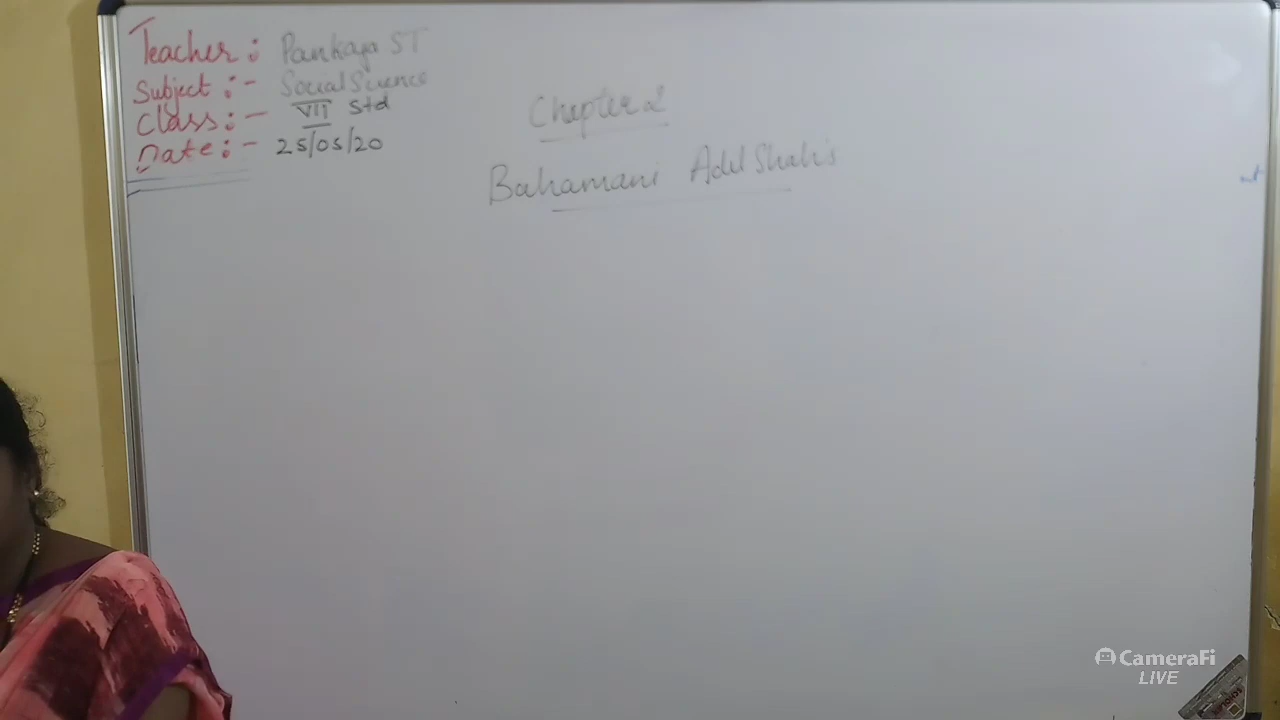 Teacher : Pankaja ST
Subject :- Social Science
Class :- VII Std
Date :- 25/05/20
Chapter 2
Bahamani Adil Shahi's
CameraFi
LIVE